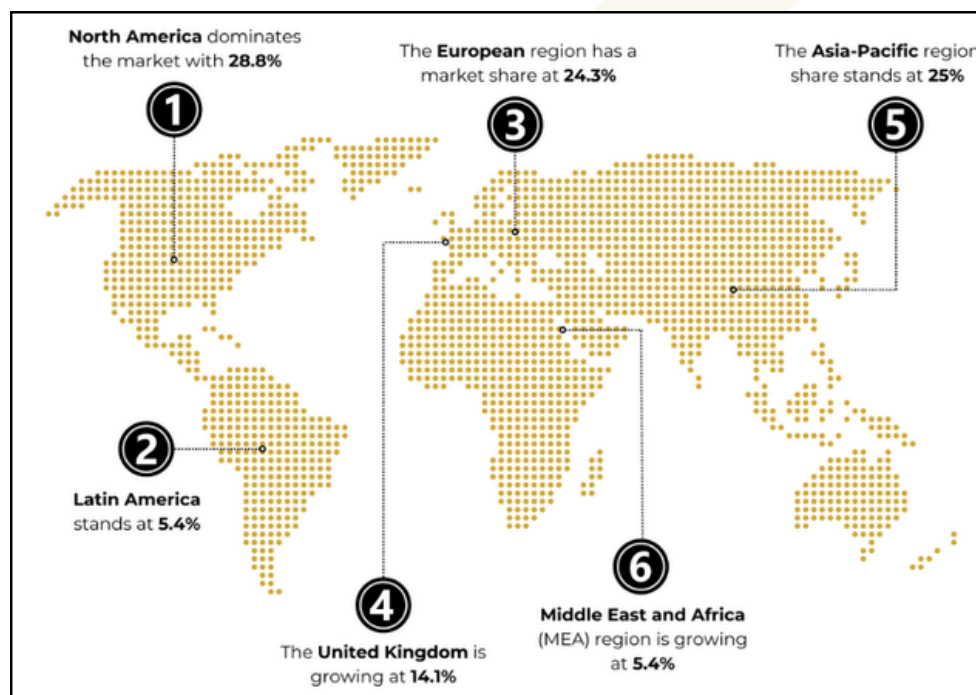 North America dominates
the market with 28.8%
1
The European region has a
market share at 24.3%
3
The Asia-Pacific region
share stands at 25%
5
2
Latin America
stands at 5.4%
4
The United Kingdom is
growing at 14.1%
6
Middle East and Africa
(MEA) region is growing
at 5.4%